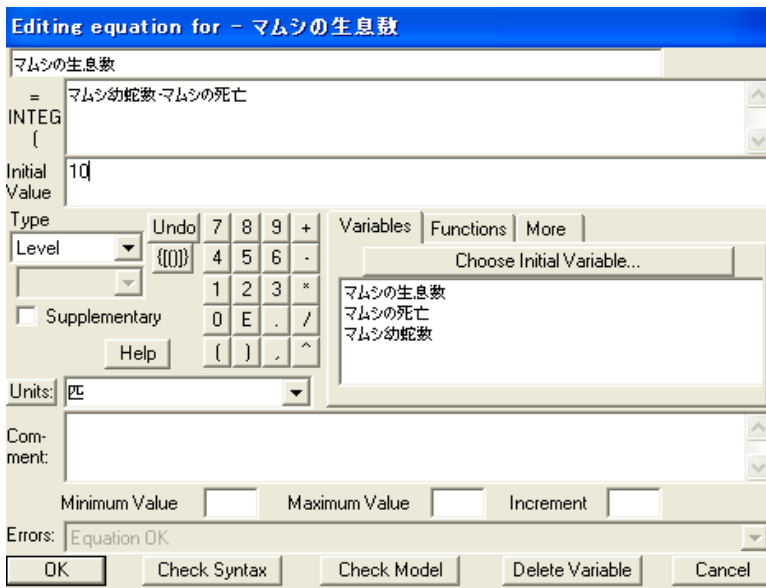 Editing equation for - マムシの生息数
マムシの生息数
= INTEG (
マムシ幼蛇数-マムシの死亡
Initial Value
10
Type
Level
Undo 7 8 9 +
{[()]} 4 5 6 -
1 2 3 *
0 E . /
( ) , ^
Supplementary
Help
Variables Functions More
Choose Initial Variable...
マムシの生息数
マムシの死亡
マムシ幼蛇数
Units: 匹
Com-
ment:
Minimum Value Maximum Value Increment
Errors: Equation OK
OK Check Syntax Check Model Delete Variable Cancel